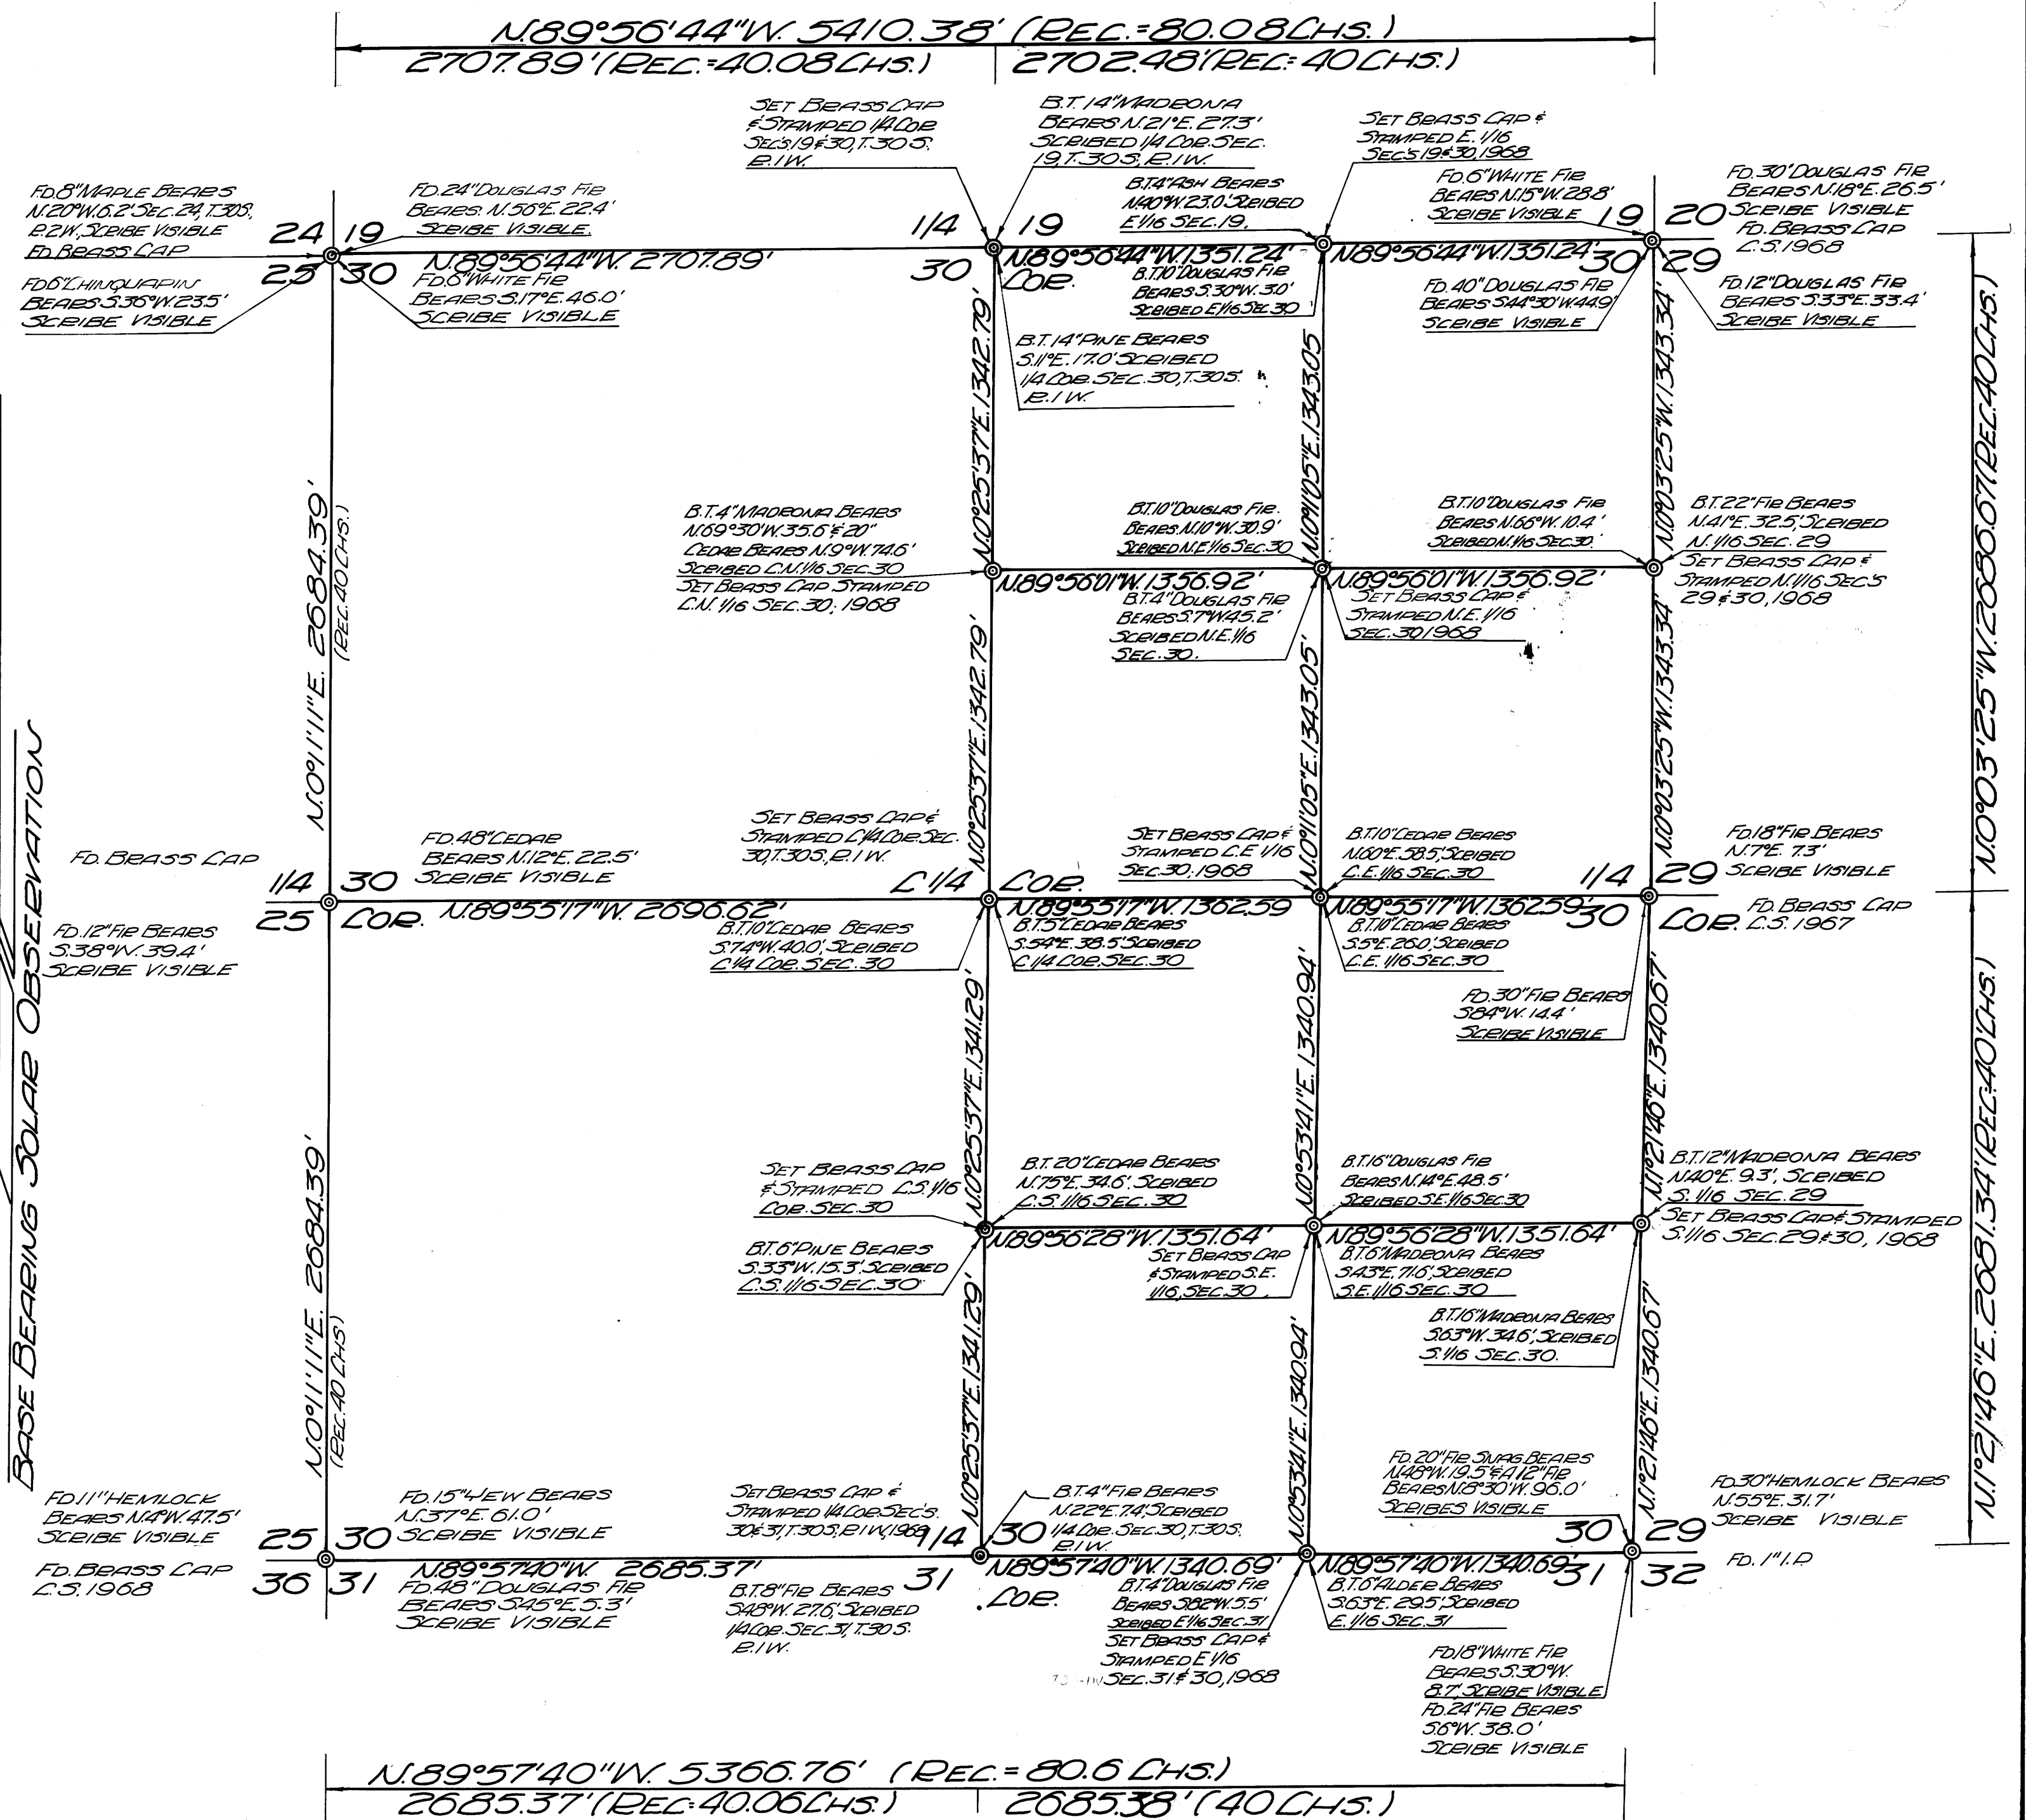 N.89°56'44"W. 5410.38' (REC.=80.08CHS.)
2707.89'(REC.=40.08CHS.)
2702.48'(REC=40CHS.)
SET BRASS CAP
&STAMPED 1/4COR
SEC'S.19&30,T.30S.
R.1W.
B.T.14"MADRONA
BEARS N.21°E.27.3'
SCRIBED 1/4 COR.SEC.
19,T.30S,R.1W.
SET BRASS CAP &
STAMPED E.1/16
SEC'S 19&30,1968
FD.8"MAPLE BEARS
N.20°W.6.2'SEC.24,T.30S,
R.2W,SCRIBE VISIBLE
FD.BRASS CAP
FD.24"DOUGLAS FIR
BEARS. N.56°E.22.4'
SCRIBE VISIBLE.
B.T.4"ASH BEARS
N40°W.23.0'.SCRIBED
E1/16 SEC.19.
FD.6"WHITE FIR
BEARS N.15°W.28.8'
SCRIBE VISIBLE
FD.30"DOUGLAS FIR
BEARS N.18°E.26.5'
SCRIBE VISIBLE
FD.BRASS CAP
C.S.1968
24 19
25 30
1/4 19
30 COR.
19 20
30 29
N.89°56'44"W. 2707.89'
N.89°56'44"W.1351.24'
N.89°56'44"W.1351.24'
FD.6"CHINQUAPIN
BEARS S.36°W.23.5'
SCRIBE VISIBLE
FD.6"WHITE FIR
BEARS S.17°E.46.0'
SCRIBE VISIBLE
B.T.10"DOUGLAS FIR
BEARS S.30°W.3.0'
SCRIBED E1/16 SEC.30
FD.40"DOUGLAS FIR
BEARS S44°30'W.44.9'
SCRIBE VISIBLE
FD.12"DOUGLAS FIR
BEARS S.33°E.33.4'
SCRIBE VISIBLE
B.T.14"PINE BEARS
S.11°E.17.0'SCRIBED
1/4 COR.SEC.30,T.30S.
R.1W.
N.0°11'11"E. 2684.39'
(REC.40CHS.)
N.0°25'37"E.1342.79'
N.0°11'05"E.1343.05
N.0°03'25"W.1343.34'
N.0°03'25"W.2686.67(REC.40CHS.)
B.T.4"MADRONA BEARS
N.69°30'W.35.6'&20"
CEDAR BEARS N.9°W.74.6'
SCRIBED C.N.1/16 SEC.30
SET BRASS CAP STAMPED
C.N.1/16 SEC.30,1968
B.T.10"DOUGLAS FIR.
BEARS.N.10°W.30.9'
SCRIBED N.E.1/16 SEC.30
B.T.10"DOUGLAS FIR
BEARS N.66°W.10.4'
SCRIBED N.1/16 SEC.30.
B.T.22"FIR BEARS
N.41°E.32.5',SCRIBED
N.1/16 SEC. 29
SET BRASS CAP &
STAMPED N.1/16 SEC'S
29&30,1968
N.89°56'01"W.1356.92'
N.89°56'01"W.1356.92'
B.T.4"DOUGLAS FIR
BEARS S.7°W.45.2'
SCRIBED N.E.1/16
SEC.30.
SET BRASS CAP &
STAMPED N.E.1/16
SEC.30,1968
N.0°25'37"E.1342.79'
N.0°11'05"E.1343.05'
N.0°03'25"W.1343.34'
BASE BEARING SOLAR OBSERVATION
FD. BRASS CAP
FD.48"CEDAR
BEARS N.12°E.22.5'
SCRIBE VISIBLE
SET BRASS CAP&
STAMPED C1/4COR.SEC.
30,T.30S,R.1W.
SET BRASS CAP&
STAMPED C.E.1/16
SEC.30,1968
B.T.10"CEDAR BEARS
N.60°E.58.5',SCRIBED
C.E.1/16 SEC.30
FD.18"FIR BEARS
N.7°E. 7.3'
SCRIBE VISIBLE
1/4 30
25 COR.
C1/4 COR.
1/4 29
30 COR.
N.89°55'17"W. 2696.62'
N.89°55'17"W.1362.59
N.89°55'17"W.1362.59'
FD.BRASS CAP
C.S.1967
FD.12"FIR BEARS
S.38°W.39.4'
SCRIBE VISIBLE
B.T.10"CEDAR BEARS
S.74°W.40.0',SCRIBED
C1/4 COR.SEC.30
B.T.5"CEDAR BEARS
S.54°E.38.5'SCRIBED
C1/4 COR.SEC.30
B.T.10"CEDAR BEARS
S.5°E.26.0',SCRIBED
C.E.1/16 SEC.30
FD.30"FIR BEARS
S84°W.14.4'
SCRIBE VISIBLE
N.0°11'11"E. 2684.39'
(REC.40 CHS)
N.0°25'37"E.1341.29'
N.0°53'41"E.1340.94'
N.1°21'46"E.1340.67'
N.1°21'46"E.2681.34'(REC.40'CHS.)
SET BRASS CAP
&STAMPED C.S.1/16
COR.SEC.30
B.T.20"CEDAR BEARS
N.75°E.34.6',SCRIBED
C.S.1/16 SEC.30
B.T.16"DOUGLAS FIR
BEARS N.14°E.48.5'
SCRIBED S.E.1/16 SEC.30
B.T.12"MADRONA BEARS
N.40°E.9.3', SCRIBED
S.1/16 SEC.29
SET BRASS CAP&STAMPED
S.1/16 SEC.29&30, 1968
N.89°56'28"W.1351.64'
N.89°56'28"W.1351.64'
B.T.6"PINE BEARS
S.33°W.15.3',SCRIBED
C.S.1/16 SEC.30
SET BRASS CAP
&STAMPED S.E.
1/16,SEC.30
B.T.6"MADRONA BEARS
S.43°E.71.6',SCRIBED
S.E.1/16 SEC.30
B.T.16"MADRONA BEARS
S.63°W.34.6',SCRIBED
S.1/16 SEC.30.
N.0°25'37"E.1341.29'
N.0°53'41"E.1340.94'
N.1°21'46"E.1340.67'
FD.11"HEMLOCK
BEARS N.4°W.47.5'
SCRIBE VISIBLE
FD.BRASS CAP
C.S.1968
FD.15"YEW BEARS
N.37°E.61.0'
SCRIBE VISIBLE
SET BRASS CAP &
STAMPED 1/4COR.SEC'S.
30&31,T.30S,R.1W,1968
B.T.4"FIR BEARS
N.22°E.7.4',SCRIBED
1/4COR.SEC.30,T.30S.
R.1W.
FD.20"FIR SNAG BEARS
N.48°W.19.5'&A12"FIR
BEARS N.8°30'W.96.0'
SCRIBES VISIBLE
FD.30"HEMLOCK BEARS
N.55°E.31.7'
SCRIBE VISIBLE
FD.1"I.P.
25 30
36 31
1/4 30
31 COR.
30 29
31 32
N.89°57'40"W. 2685.37'
N.89°57'40"W.1340.69'
N.89°57'40"W.1340.69'
FD.48"DOUGLAS FIR
BEARS S.45°E.5.3'
SCRIBE VISIBLE
B.T.8"FIR BEARS
S.48°W.27.6',SCRIBED
1/4COR.SEC.31,T.30S.
R.1W.
B.T.4"DOUGLAS FIR
BEARS S82°W.5.5'
SCRIBED E1/16 SEC.31
SET BRASS CAP&
STAMPED E1/16
SEC.31&30,1968
B.T.6"ALDER BEARS
S.63°E.29.5',SCRIBED
E.1/16 SEC.31
FD.18"WHITE FIR
BEARS S.30°W.
8.7',SCRIBE VISIBLE
FD.24"FIR BEARS
S.6°W.38.0'
SCRIBE VISIBLE
N.89°57'40"W. 5366.76' (REC.=80.6 CHS.)
2685.37'(REC=40.06CHS.)
2685.38'(40CHS.)